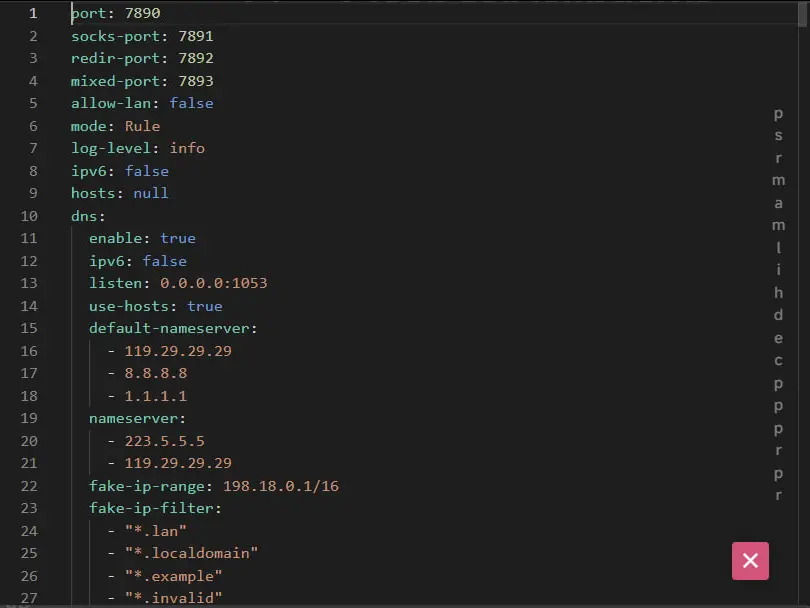 1 port: 7890
2 socks-port: 7891
3 redir-port: 7892
4 mixed-port: 7893
5 allow-lan: false
6 mode: Rule
7 log-level: info
8 ipv6: false
9 hosts: null
10 dns:
11 enable: true
12 ipv6: false
13 listen: 0.0.0.0:1053
14 use-hosts: true
15 default-nameserver:
16 - 119.29.29.29
17 - 8.8.8.8
18 - 1.1.1.1
19 nameserver:
20 - 223.5.5.5
21 - 119.29.29.29
22 fake-ip-range: 198.18.0.1/16
23 fake-ip-filter:
24 - "*.lan"
25 - "*.localdomain"
26 - "*.example"
27 - "*.invalid"
p
s
r
m
a
m
l
i
h
d
e
c
p
p
p
r
p
r